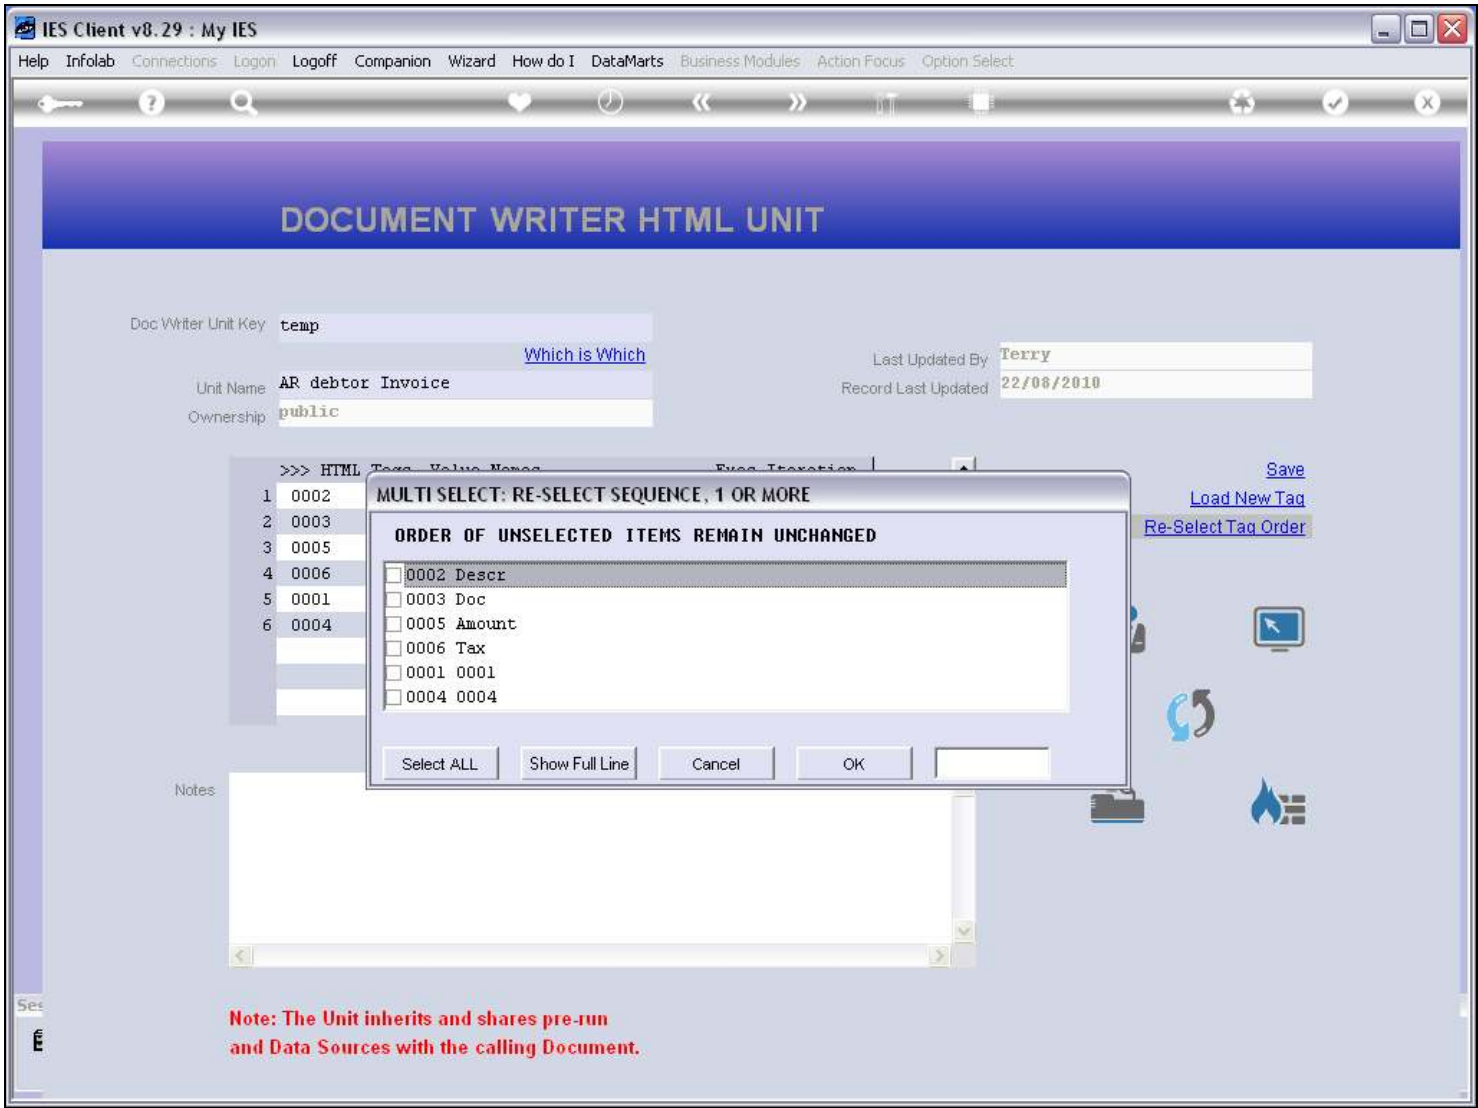 IES Client v8.29 : My IES
Help Infolab Connections Logon Logoff Companion Wizard How do I DataMarts Business Modules Action Focus Option Select
DOCUMENT WRITER HTML UNIT
Doc Writer Unit Key temp
Which is Which
Last Updated By Terry
Unit Name AR debtor Invoice
Record Last Updated 22/08/2010
Ownership public
>>> HTML Tags Value Names Exec Iteration
Save
1 0002
Load New Tag
2 0003
Re-Select Tag Order
3 0005
4 0006
5 0001
6 0004
MULTI SELECT: RE-SELECT SEQUENCE, 1 OR MORE
ORDER OF UNSELECTED ITEMS REMAIN UNCHANGED
0002 Descr
0003 Doc
0005 Amount
0006 Tax
0001 0001
0004 0004
Select ALL Show Full Line Cancel OK
Notes
Ses
Note: The Unit inherits and shares pre-run
and Data Sources with the calling Document.